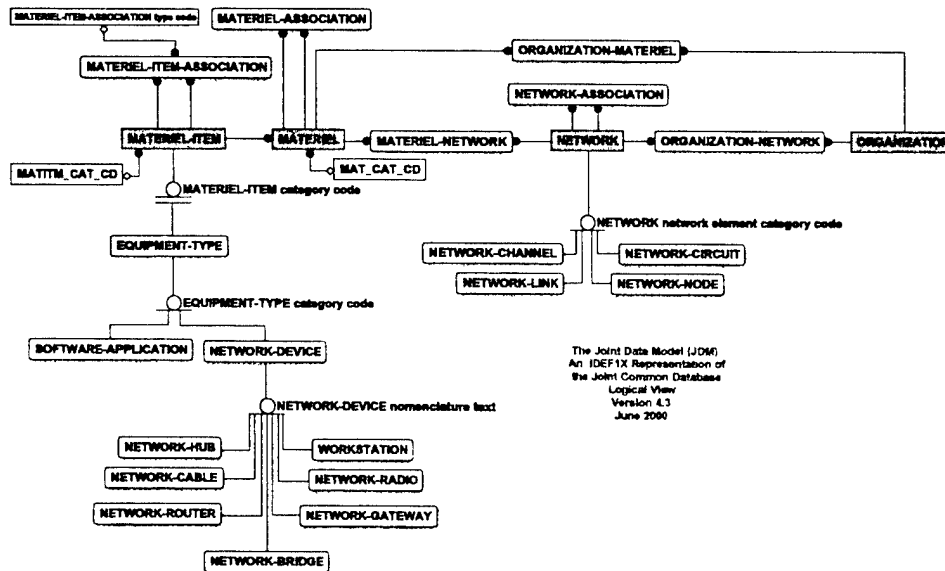 MATERIEL-ITEM-ASSOCIATION type code
MATERIEL-ASSOCIATION
MATERIEL-ITEM-ASSOCIATION
ORGANIZATION-MATERIEL
NETWORK-ASSOCIATION
MATERIEL-ITEM
MATERIEL
MATERIEL-NETWORK
NETWORK
ORGANIZATION-NETWORK
ORGANIZATION
MATITM_CAT_CD
MAT_CAT_CD
MATERIEL-ITEM category code
NETWORK network element category code
EQUIPMENT-TYPE
NETWORK-CHANNEL
NETWORK-CIRCUIT
NETWORK-LINK
NETWORK-NODE
EQUIPMENT-TYPE category code
SOFTWARE-APPLICATION
NETWORK-DEVICE
The Joint Data Model (JDM)
An IDEF1X Representation of
the Joint Common Database
Logical View
Version 4.3
June 2000
NETWORK-DEVICE nomenclature text
NETWORK-HUB
WORKSTATION
NETWORK-CABLE
NETWORK-RADIO
NETWORK-ROUTER
NETWORK-GATEWAY
NETWORK-BRIDGE